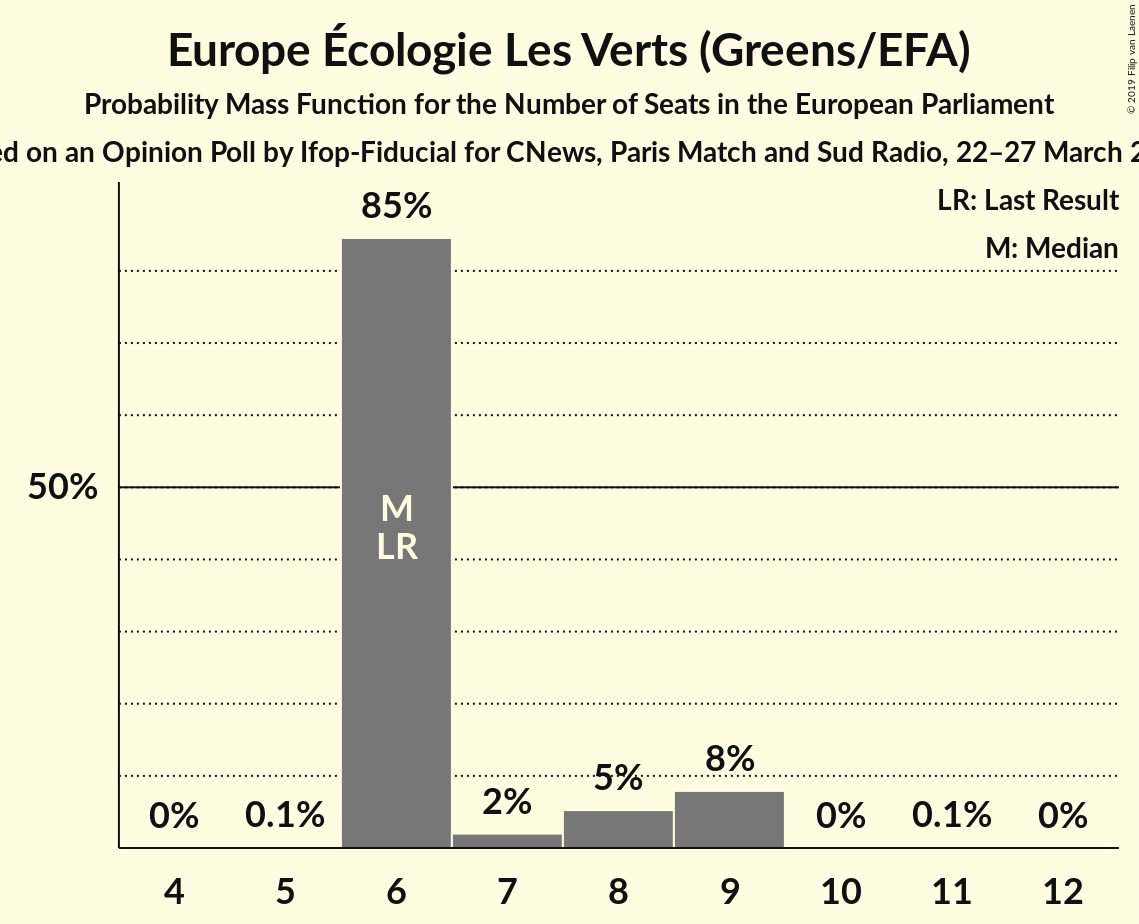 Europe Écologie Les Verts (Greens/EFA)
Probability Mass Function for the Number of Seats in the European Parliament
on an Opinion Poll by Ifop-Fiducial for CNews, Paris Match and Sud Radio, 22–27 March
© 2019 Filip van Laenen
LR: Last Result
M: Median
85%
50%
M
LR
0%
0.1%
2%
5%
8%
0%
0.1%
0%
4
5
6
7
8
9
10
11
12